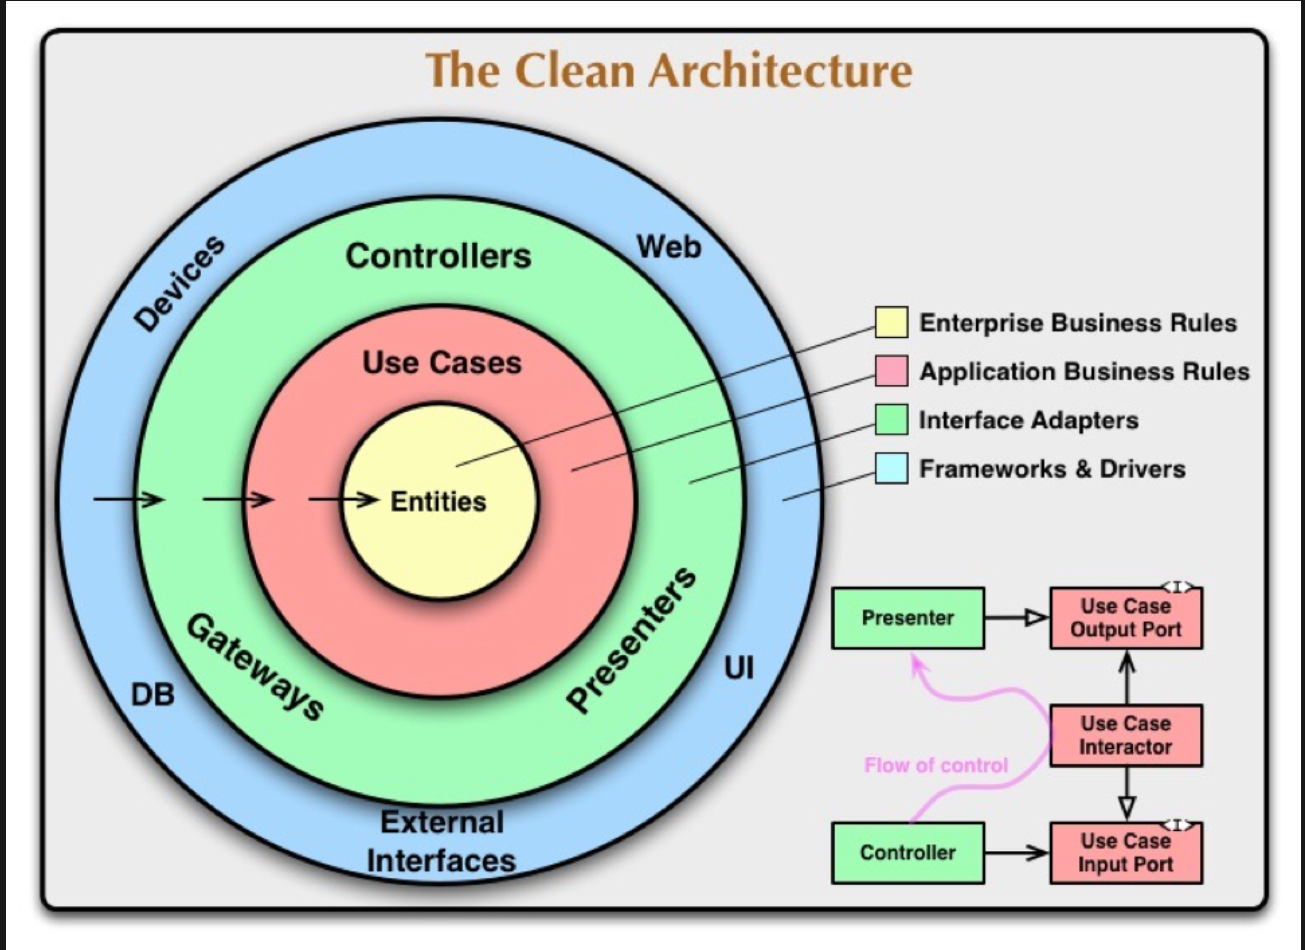 The Clean Architecture
Devices
Controllers
Web
Use Cases
Entities
Gateways
Presenters
DB
UI
External
Interfaces
Enterprise Business Rules
Application Business Rules
Interface Adapters
Frameworks & Drivers
Presenter
<I>
Use Case
Output Port
Use Case
Interactor
Flow of control
Controller
<I>
Use Case
Input Port